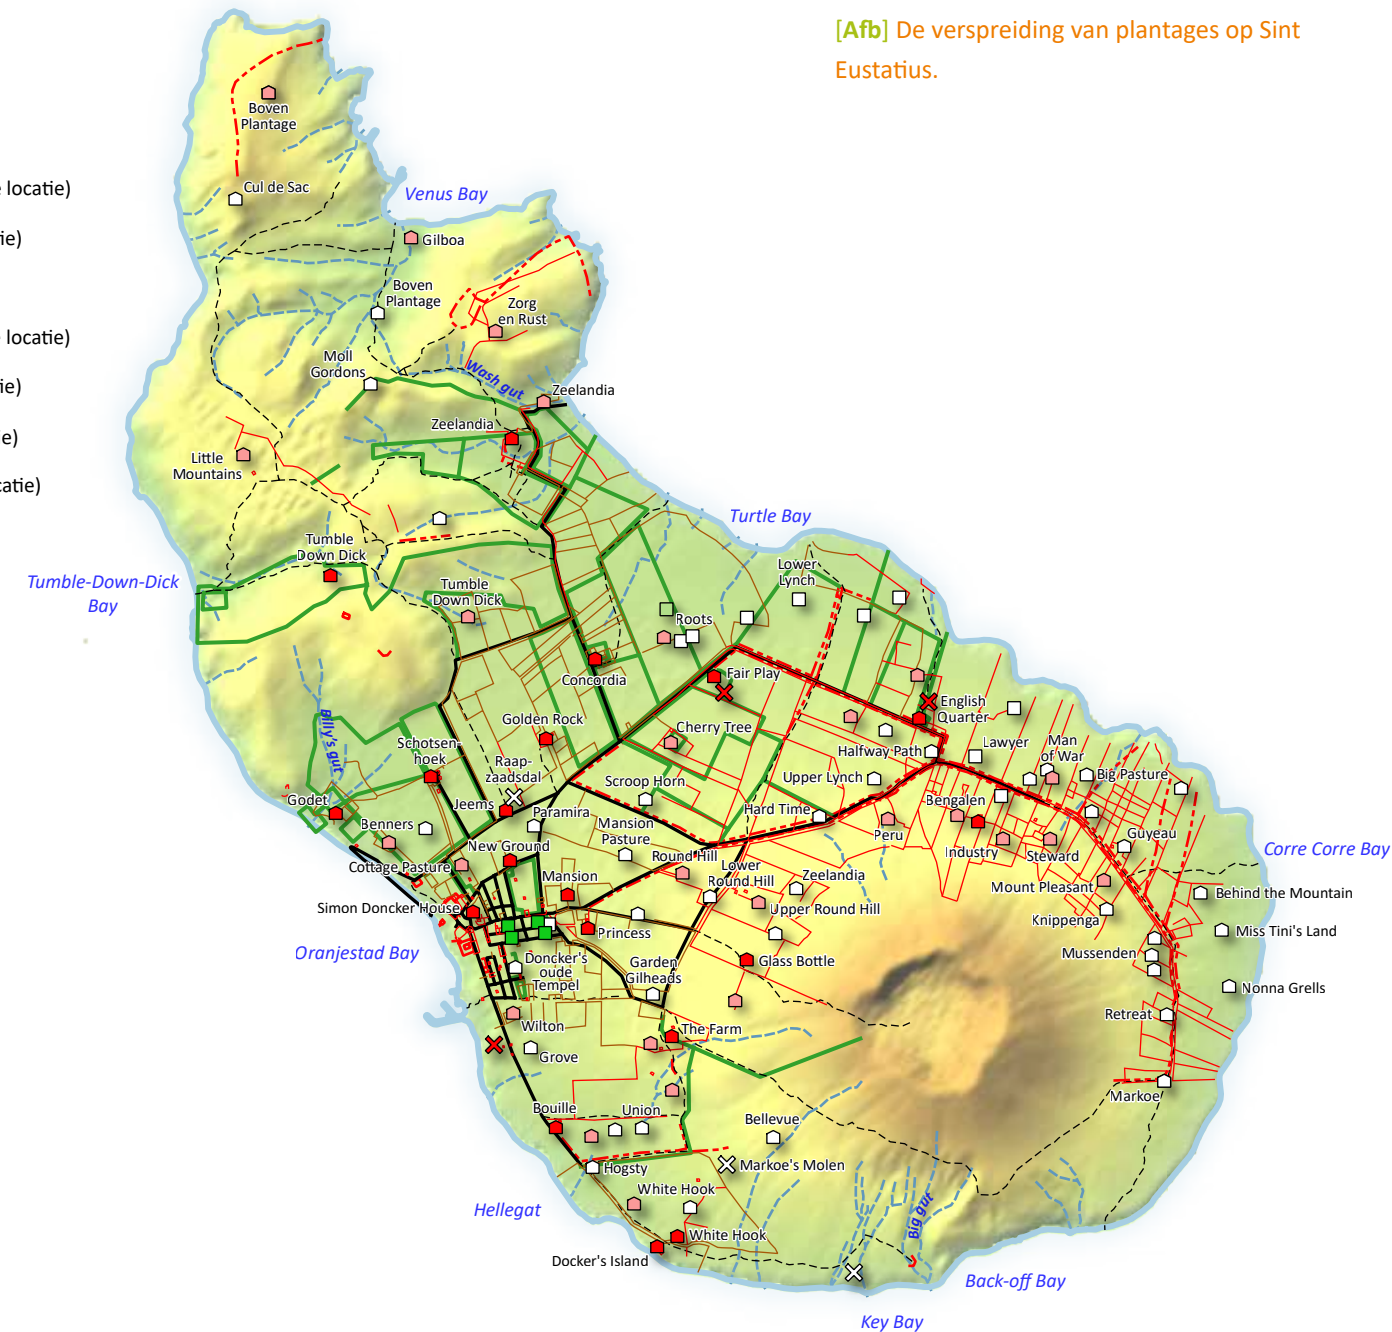 [Afb] De verspreiding van plantages op Sint
Eustatius.
Boven
Plantage
Cul de Sac
locatie)
Venus Bay
tie)
Gilboa
Boven
Plantage
Zorg
en Rust
locatie)
Moll
Gordons
Wash gut
tie)
Zeelandia
Zeelandia
ie)
Little
Mountains
catie)
Turtle Bay
Tumble
Down Dick
Tumble-Down-Dick
Bay
Tumble
Down Dick
Lower
Lynch
Roots
Concordia
Fair Play
English
Quarter
Golden Rock
Cherry Tree
Billy's gut
Schotsen-
hoek
Halfway Path
Lawyer
Man
of War
Raap-
zaadsdal
Scroop Horn
Upper Lynch
Big Pasture
Godet
Jeems
Paramira
Hard Time
Bengalen
Benners
Mansion
Pasture
Peru
Guyeau
New Ground
Round Hill
Industry
Steward
Corre Corre Bay
Cottage Pasture
Lower
Round Hill
Mansion
Zeelandia
Mount Pleasant
Behind the Mountain
Simon Doncker House
Upper Round Hill
Knippenga
Princess
Miss Tini's Land
Oranjestad Bay
Doncker's
oude
Tempel
Garden
Gilheads
Glass Bottle
Mussenden
Nonna Grells
Wilton
The Farm
Retreat
Grove
Markoe
Bouille
Union
Bellevue
Hogsty
Markoe's Molen
White Hook
Hellegat
Big gut
White Hook
Docker's Island
Back-off Bay
Key Bay